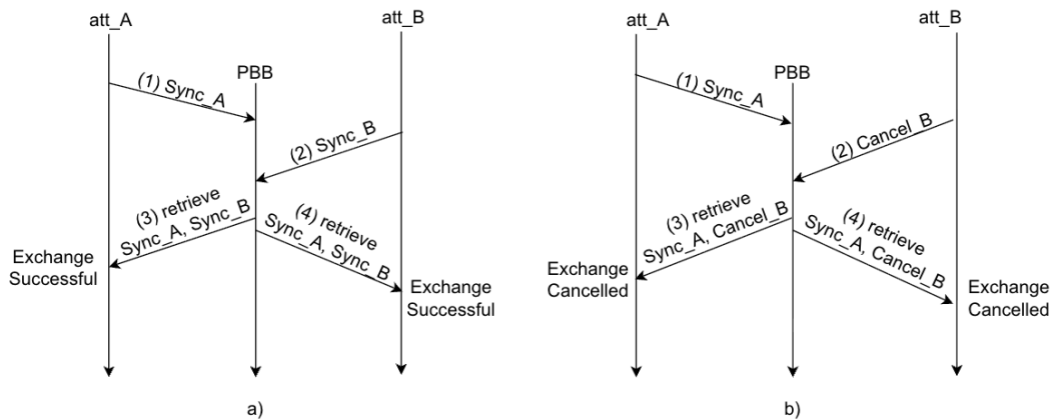 att_A
att_B
PBB
(1) Sync_A
(2) Sync_B
(3) retrieve
Sync_A, Sync_B
(4) retrieve
Sync_A, Sync_B
Exchange
Successful
Exchange
Successful
a)
att_A
att_B
PBB
(1) Sync_A
(2) Cancel_B
(3) retrieve
Sync_A, Cancel_B
(4) retrieve
Sync_A, Cancel_B
Exchange
Cancelled
Exchange
Cancelled
b)